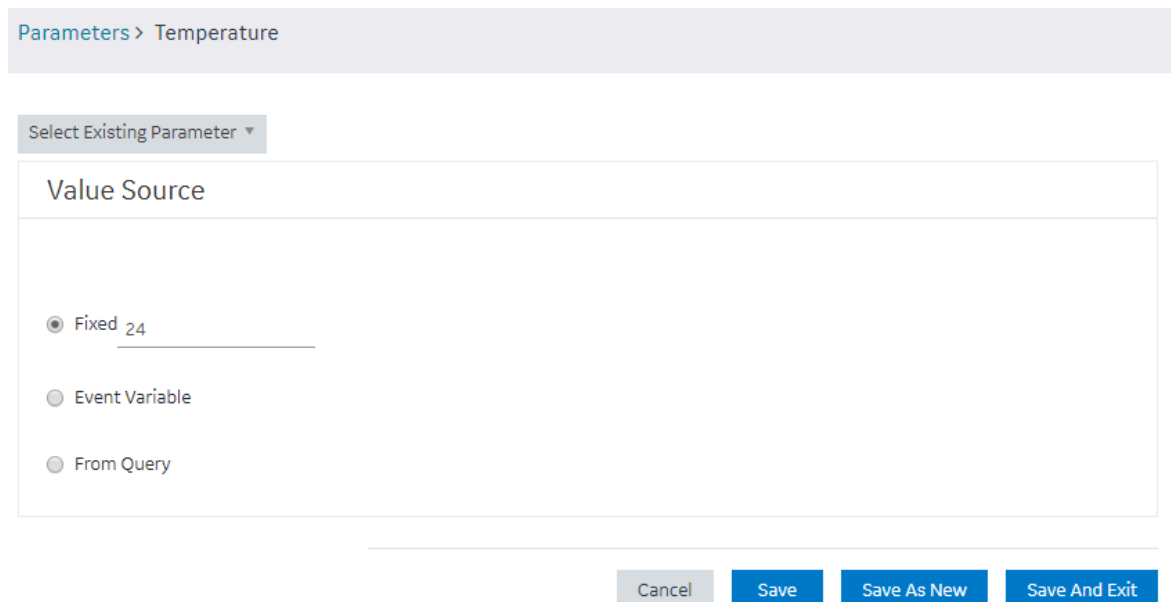 Parameters > Temperature
Select Existing Parameter
Value Source
Fixed 24
Event Variable
From Query
Cancel Save Save As New Save And Exit